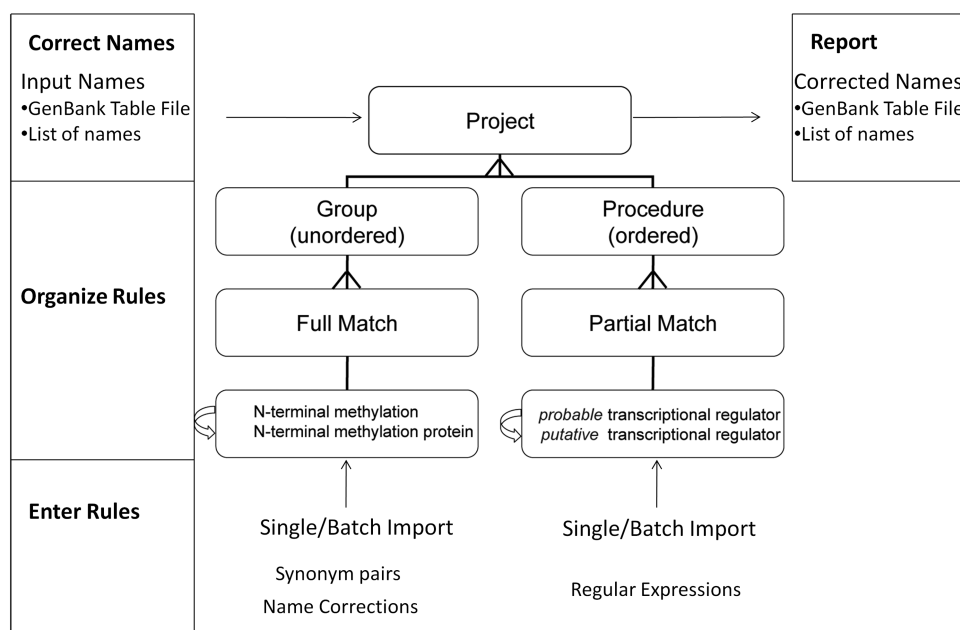 Correct Names
Input Names
•GenBank Table File
•List of names
Project
Report
Corrected Names
•GenBank Table File
•List of names
Organize Rules
Group
(unordered)
Procedure
(ordered)
Full Match
Partial Match
N-terminal methylation
N-terminal methylation protein
probable transcriptional regulator
putative transcriptional regulator
Enter Rules
Single/Batch Import
Synonym pairs
Name Corrections
Single/Batch Import
Regular Expressions